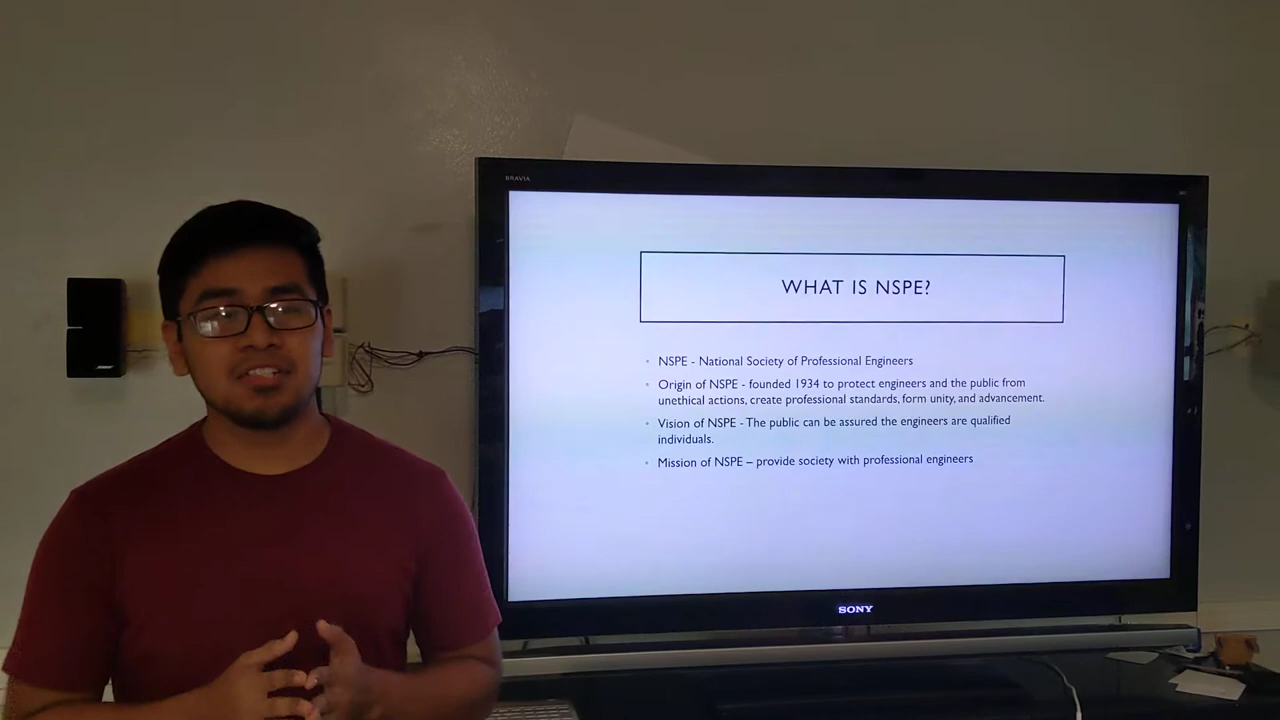 BRAVIA
WHAT IS NSPE?
NSPE - National Society of Professional Engineers
Origin of NSPE - founded 1934 to protect engineers and the public from
unethical actions, create professional standards, form unity, and advancement.
Vision of NSPE - The public can be assured the engineers are qualified
individuals.
Mission of NSPE – provide society with professional engineers
SONY
BOSE